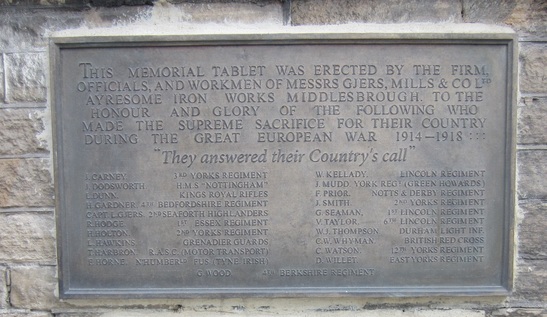 THIS MEMORIAL TABLET WAS ERECTED BY THE FIRM,
OFFICIALS, AND WORKMEN OF MESSRS GJERS, MILLS & CO LTD
AYRESOME IRON WORKS MIDDLESBROUGH, TO THE
HONOUR AND GLORY OF THE FOLLOWING WHO
MADE THE SUPREME SACRIFICE FOR THEIR COUNTRY
DURING THE GREAT EUROPEAN WAR 1914-1918
"They answered their Country's call"
J. CARNEY. 3RD YORKS REGIMENT W. KELLADY. LINCOLN REGIMENT
J. DODSWORTH H.M.S. "NOTTINGHAM" J. MUDD. YORK REGT (GREEN HOWARDS)
E. DONN. KINGS ROYAL RIFLES F. PRIOR. NOTTS & DERBY REGIMENT
H. GARDNER. 4TH BEDFORDSHIRE REGIMENT J. SMITH. 2ND YORKS REGIMENT
CAPT. L. GJERS. 2ND SEAFORTH HIGHLANDERS G. SEAMAN. 1ST LINCOLN REGIMENT
R. HODGE 1ST ESSEX REGIMENT V. TAYLOR. 6TH LINCOLN REGIMENT
P. HOLTON. 2ND YORKS REGIMENT W. J. THOMPSON. DURHAM LIGHT INF.
L. HAWKINS. GRENADIER GUARDS C. W. WHYMAN. BRITISH RED CROSS
T. HARBRON. R.A.S.C. (MOTOR TRANSPORT) C. WATSON. 12TH YORKS REGIMENT
F. HORNE. NTHUMBERLD FUS. (TYNE IRISH) D. WILLET. EAST YORKS REGIMENT
G. WOOD BERKSHIRE REGIMENT